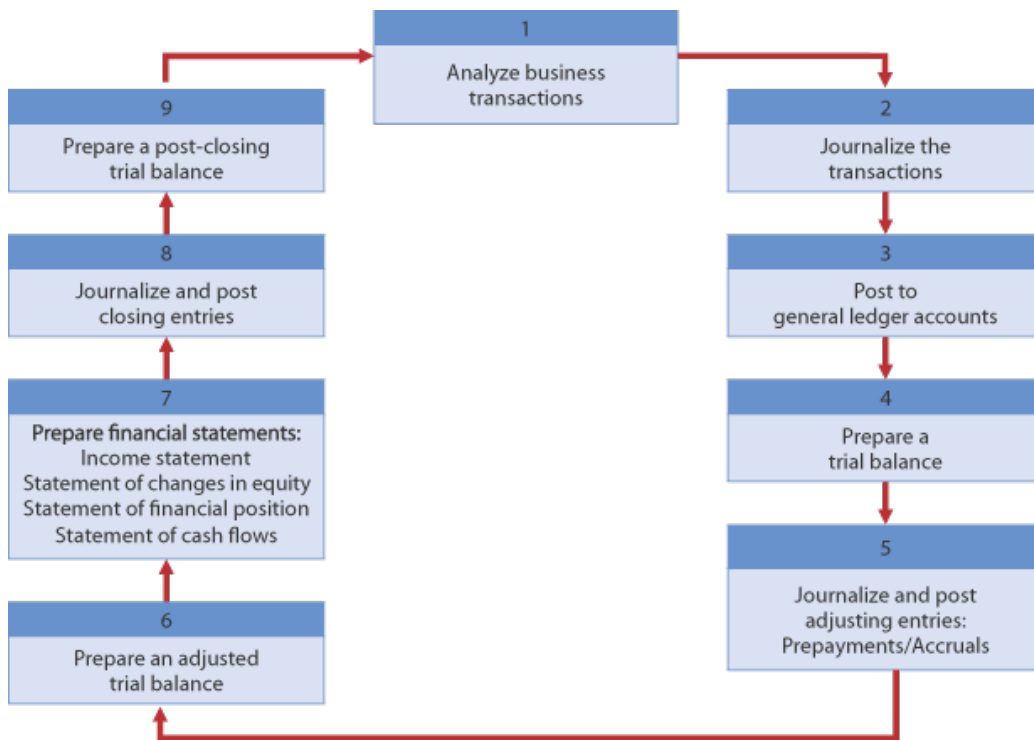 1
Analyze business
transactions
2
Journalize the
transactions
3
Post to
general ledger accounts
4
Prepare a
trial balance
5
Journalize and post
adjusting entries:
Prepayments/Accruals
6
Prepare an adjusted
trial balance
7
Prepare financial statements:
Income statement
Statement of changes in equity
Statement of financial position
Statement of cash flows
8
Journalize and post
closing entries
9
Prepare a post-closing
trial balance